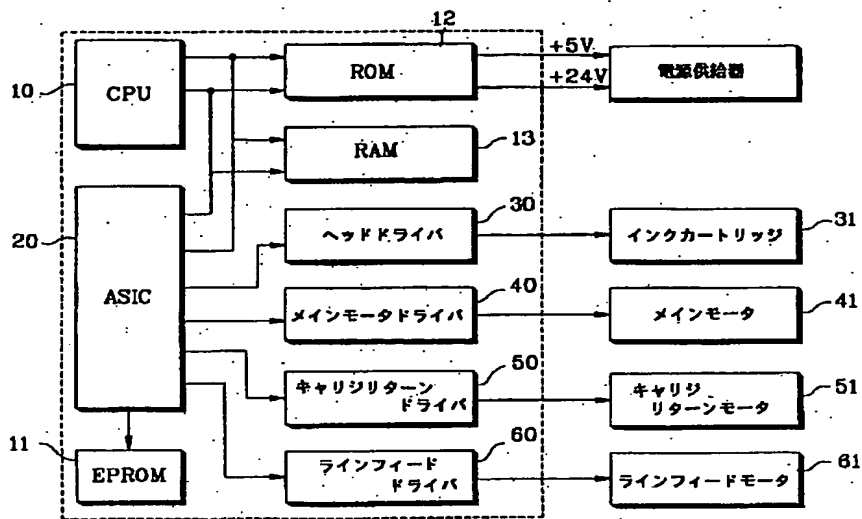 12
10
CPU
ROM
+5V
+24V
電源供給器
RAM
13
20
ASIC
ヘッドドライバ
30
インクカートリッジ
31
メインモータドライバ
40
メインモータ
41
キャリジリターン
ドライバ
50
キャリジ
リターンモータ
51
11
EPROM
ラインフィード
ドライバ
60
ラインフィードモータ
61